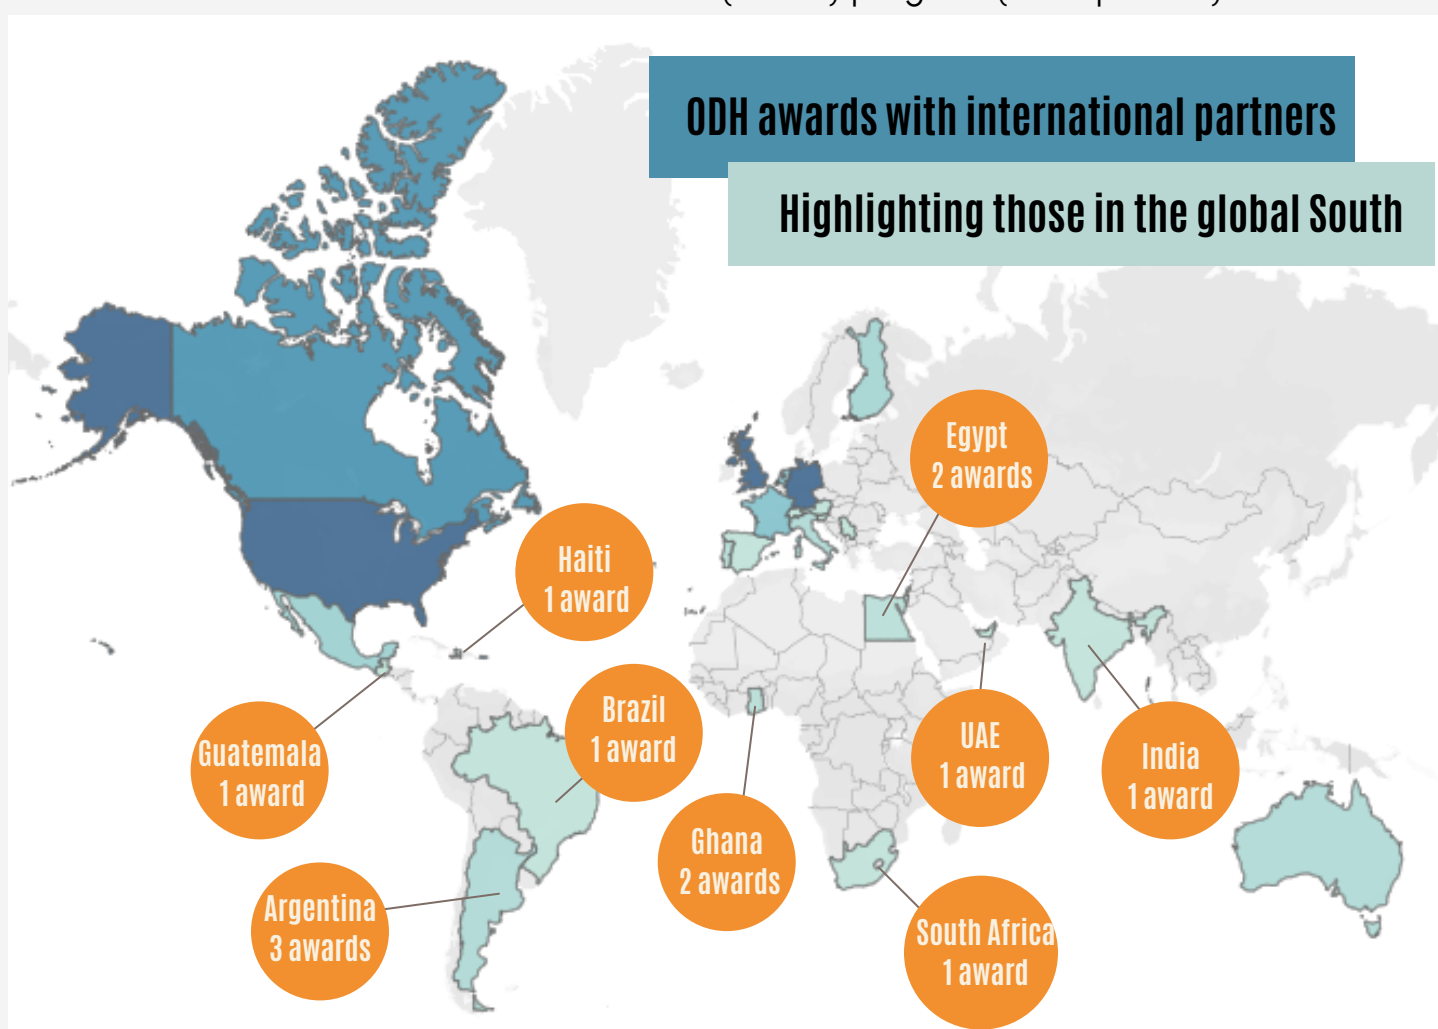 ODH awards with international partners
Highlighting those in the global South
Egypt
2 awards
Haiti
1 award
Brazil
1 award
Guatemala
1 award
UAE
1 award
India
1 award
Ghana
2 awards
Argentina
3 awards
South Africa
1 award